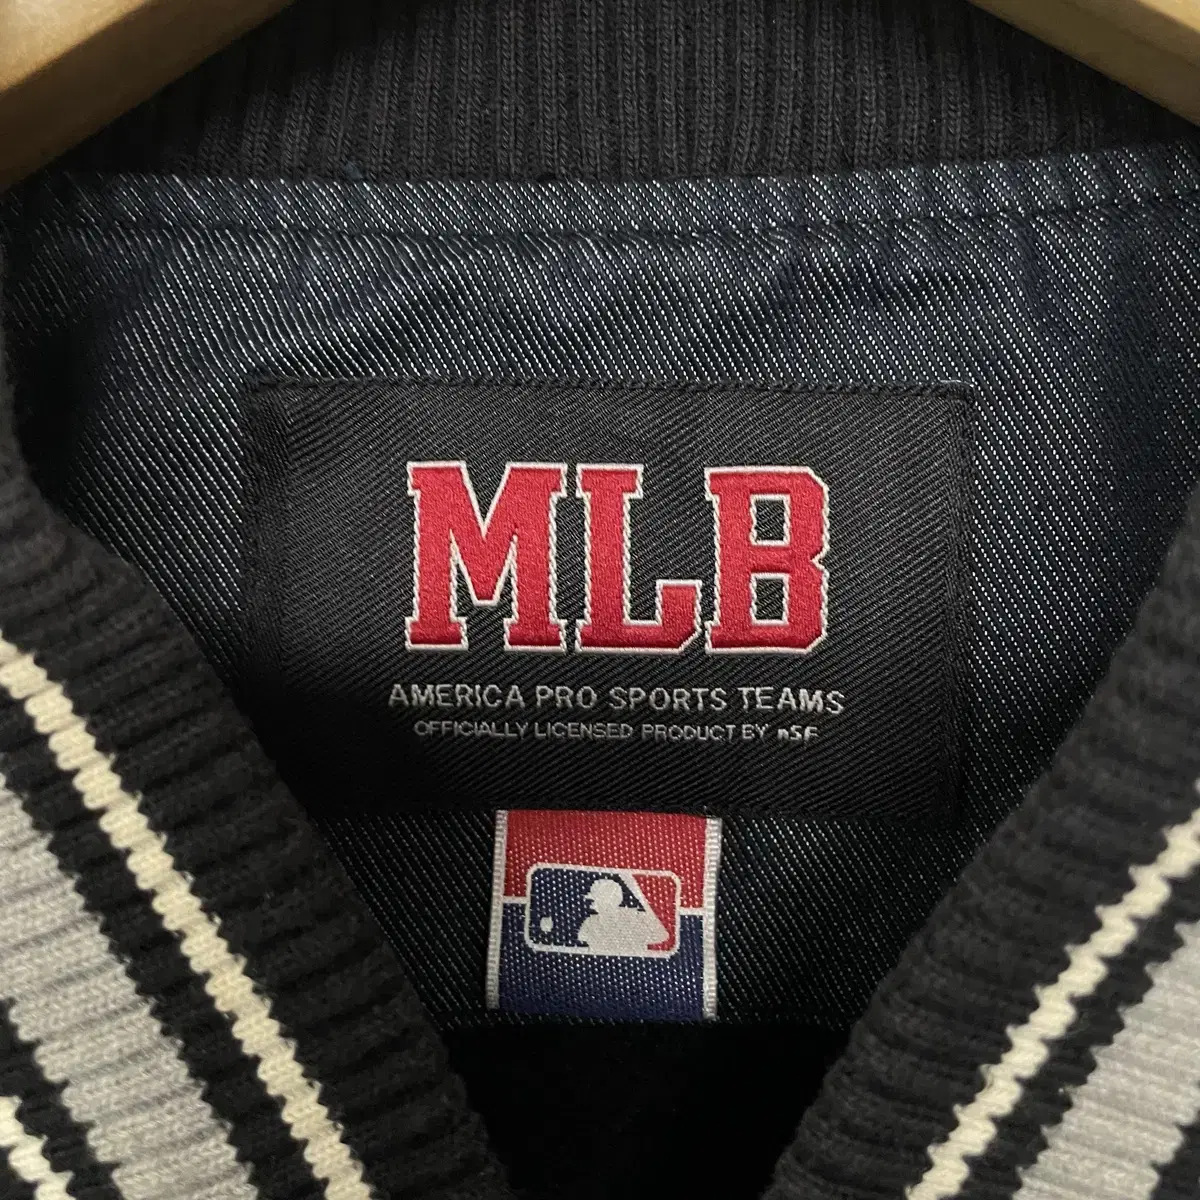 MLB
AMERICA PRO SPORTS TEAMS
OFFICIALLY LICENSED PRODUCT BY nSF